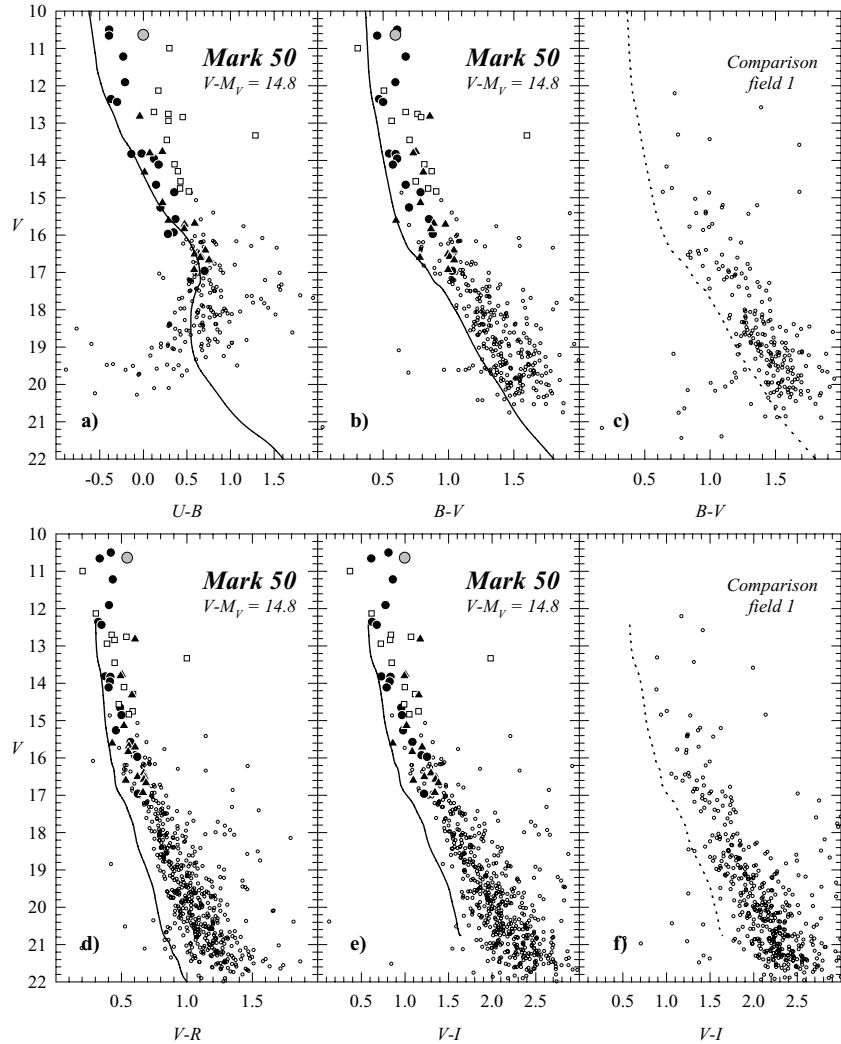 10
11
12
13
14
15
V
16
17
18
19
20
21
22
Mark 50
V-M_V = 14.8
a)
-0.5 0.0 0.5 1.0 1.5
U-B
Mark 50
V-M_V = 14.8
b)
0.5 1.0 1.5
B-V
Comparison
field 1
c)
0.5 1.0 1.5
B-V
10
11
12
13
14
15
V
16
17
18
19
20
21
22
Mark 50
V-M_V = 14.8
d)
0.5 1.0 1.5
V-R
Mark 50
V-M_V = 14.8
e)
0.5 1.0 1.5 2.0 2.5
V-I
Comparison
field 1
f)
0.5 1.0 1.5 2.0 2.5
V-I